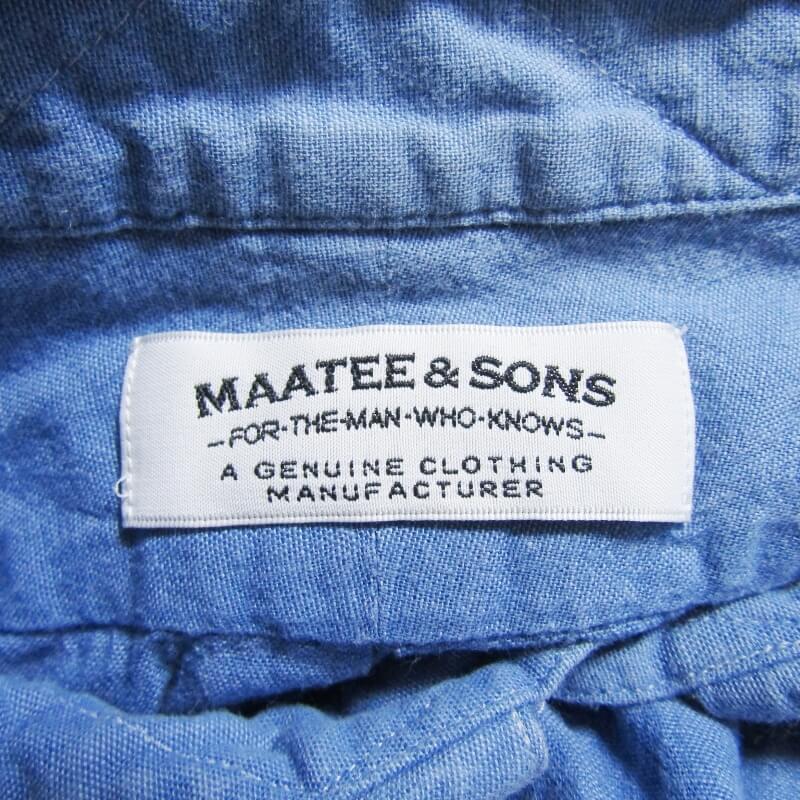 MAATEE & SONS
-FOR-THE-MAN-WHO-KNOWS-
A GENUINE CLOTHING
MANUFACTURER